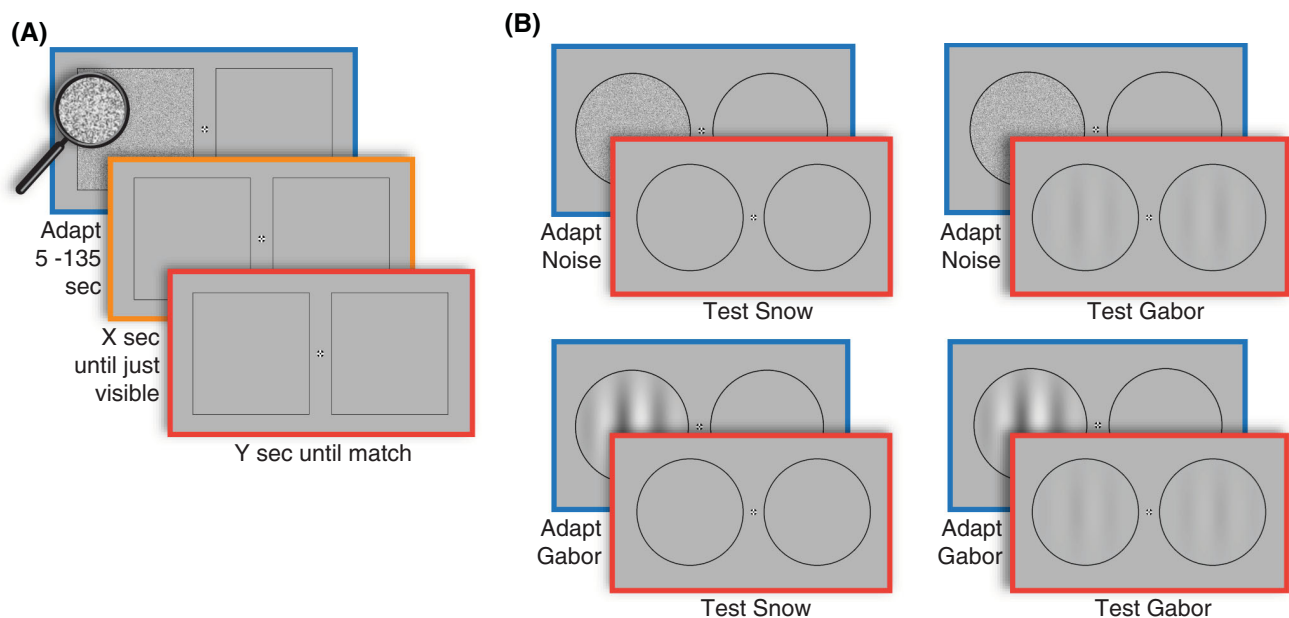 (A)
Adapt
5 -135
sec
X sec
until just
visible
Y sec until match
(B)
Adapt
Noise
Test Snow
Adapt
Noise
Test Gabor
Adapt
Gabor
Test Snow
Adapt
Gabor
Test Gabor